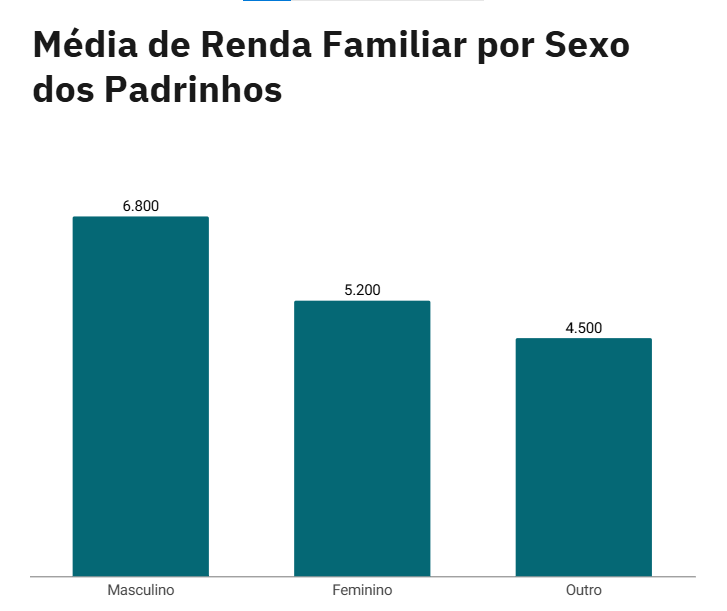 Média de Renda Familiar por Sexo
dos Padrinhos
6.800
5.200
4.500
Masculino
Feminino
Outro